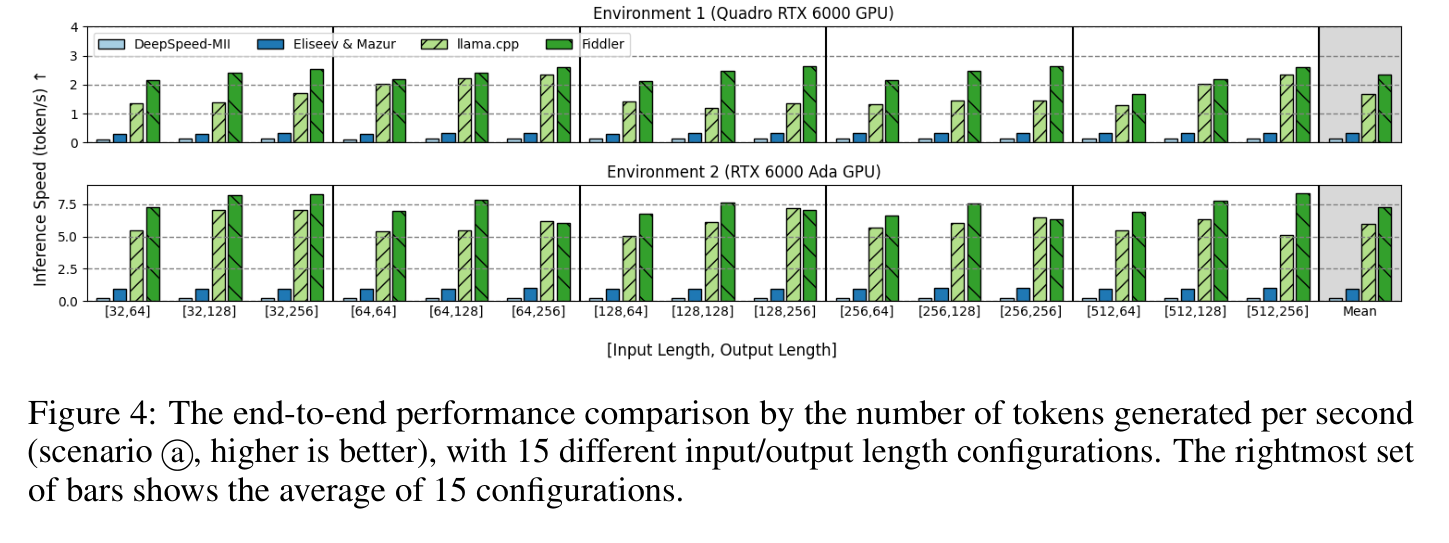 Environment 1 (Quadro RTX 6000 GPU)
4
3
2
1
0
DeepSpeed-MII Eliseev & Mazur llama.cpp Fiddler
Inference Speed (token/s) ↑
Environment 2 (RTX 6000 Ada GPU)
7.5
5.0
2.5
0.0
[32,64] [32,128] [32,256] [64,64] [64,128] [64,256] [128,64] [128,128] [128,256] [256,64] [256,128] [256,256] [512,64] [512,128] [512,256] Mean
[Input Length, Output Length]
Figure 4: The end-to-end performance comparison by the number of tokens generated per second
(scenario ⓐ, higher is better), with 15 different input/output length configurations. The rightmost set
of bars shows the average of 15 configurations.